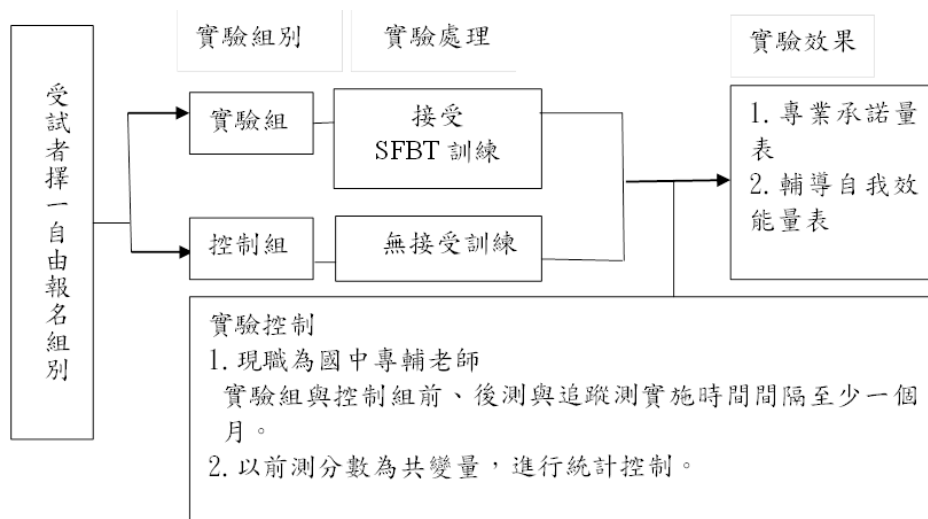 實驗組別
實驗處理
實驗效果
受試者擇一自由報名組別
實驗組
接受
SFBT 訓練
控制組
無接受訓練
1. 專業承諾量
表
2. 輔導自我效
能量表
實驗控制
1. 現職為國中專輔老師
實驗組與控制組前、後測與追蹤測實施時間間隔至少一個
月。
2. 以前測分數為共變量，進行統計控制。